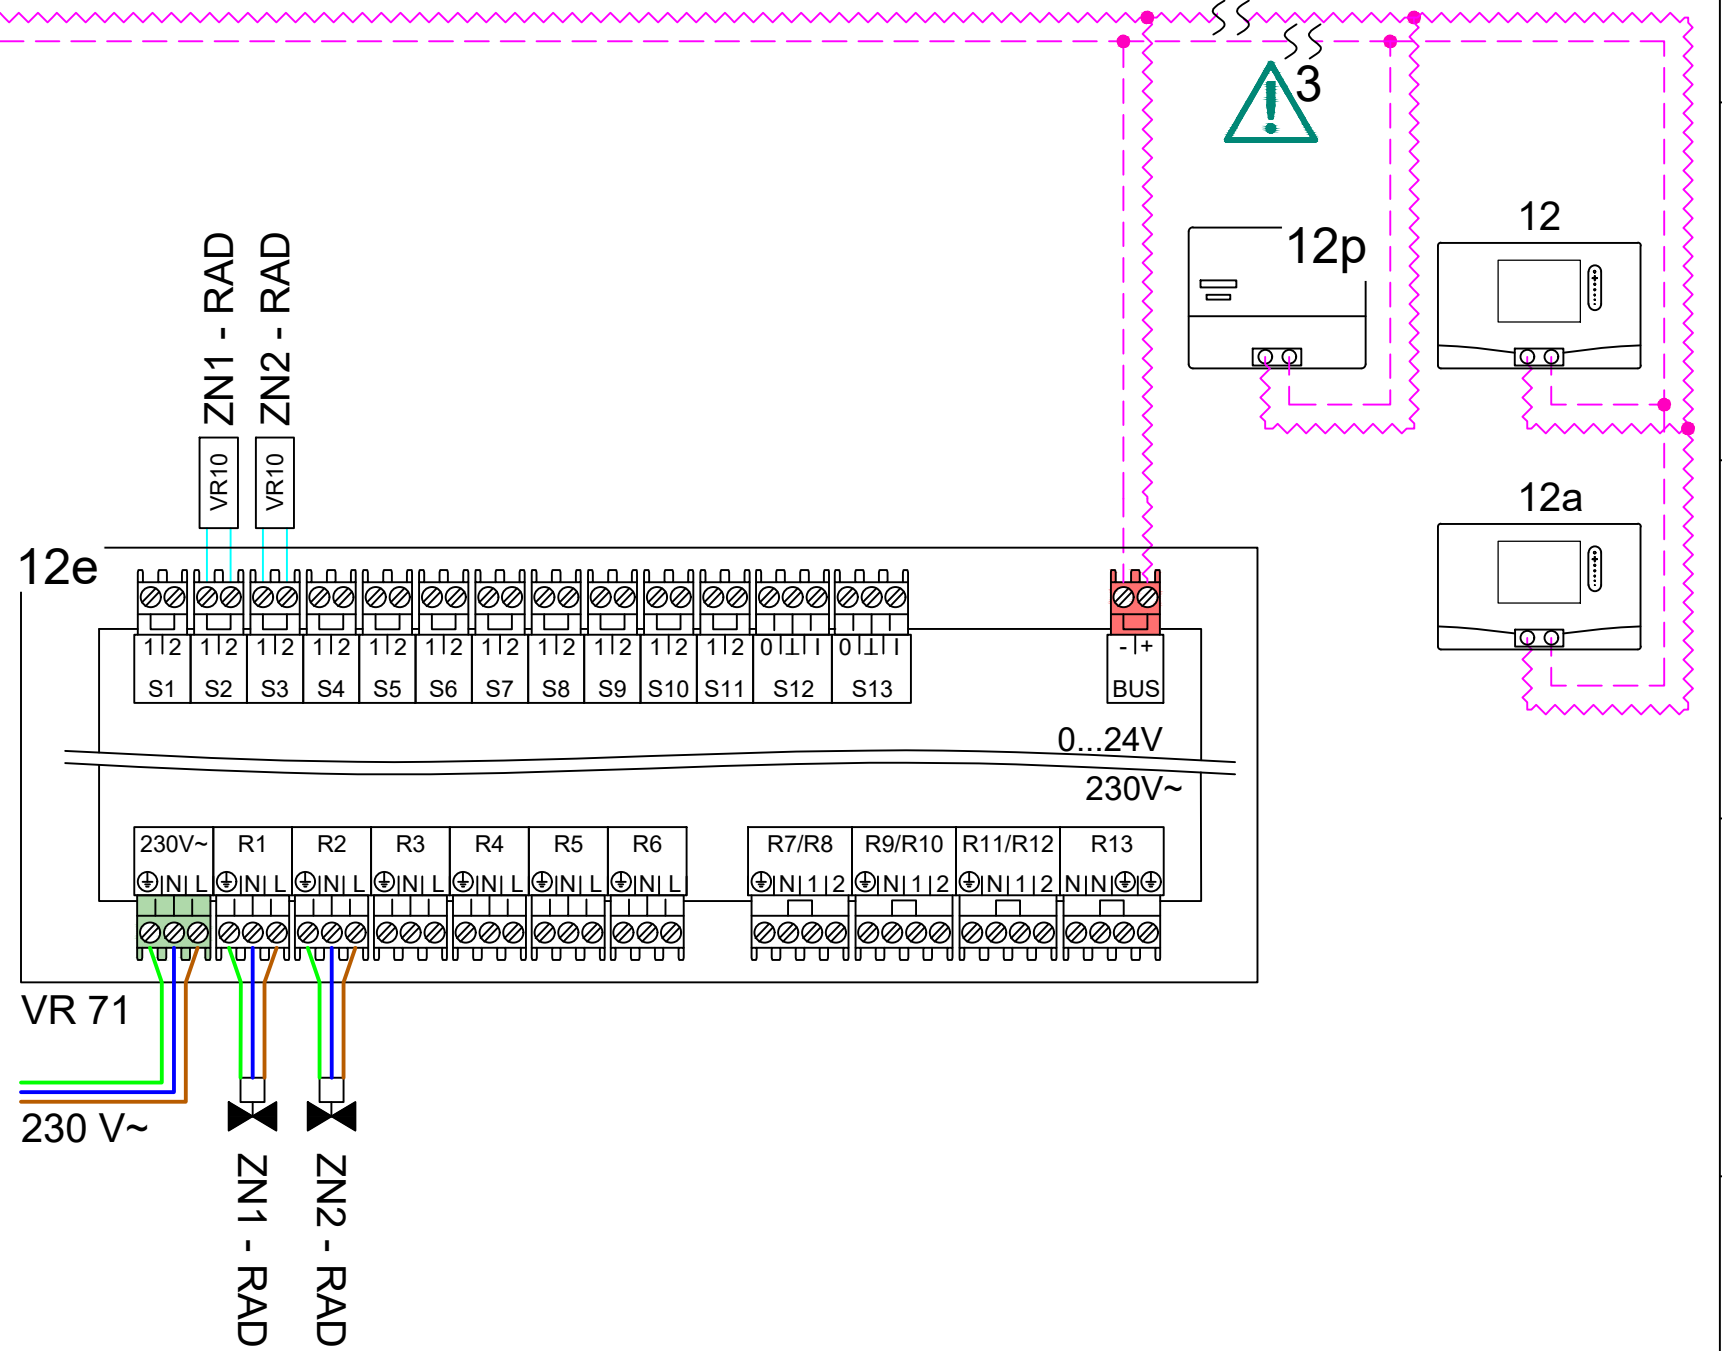 3
12p
12
12a
ZN1 - RAD
ZN2 - RAD
VR10
VR10
12e
1 2 1 2 1 2 1 2 1 2 1 2 1 2 1 2 1 2 1 2 1 2 0 ⊥ I 0 ⊥ I - +
S1 S2 S3 S4 S5 S6 S7 S8 S9 S10 S11 S12 S13 BUS
0...24V
230V~
230V~ R1 R2 R3 R4 R5 R6 R7/R8 R9/R10 R11/R12 R13
⏚ N L ⏚ N L ⏚ N L ⏚ N L ⏚ N L ⏚ N L ⏚ N L ⏚ N 1 2 ⏚ N 1 2 ⏚ N 1 2 N N ⏚ ⏚
VR 71
230 V~
ZN1 - RAD
ZN2 - RAD